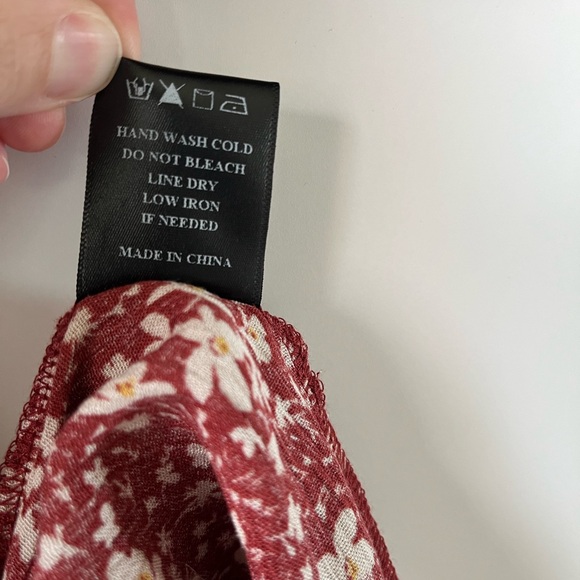 HAND WASH COLD
DO NOT BLEACH
LINE DRY
LOW IRON
IF NEEDED
MADE IN CHINA